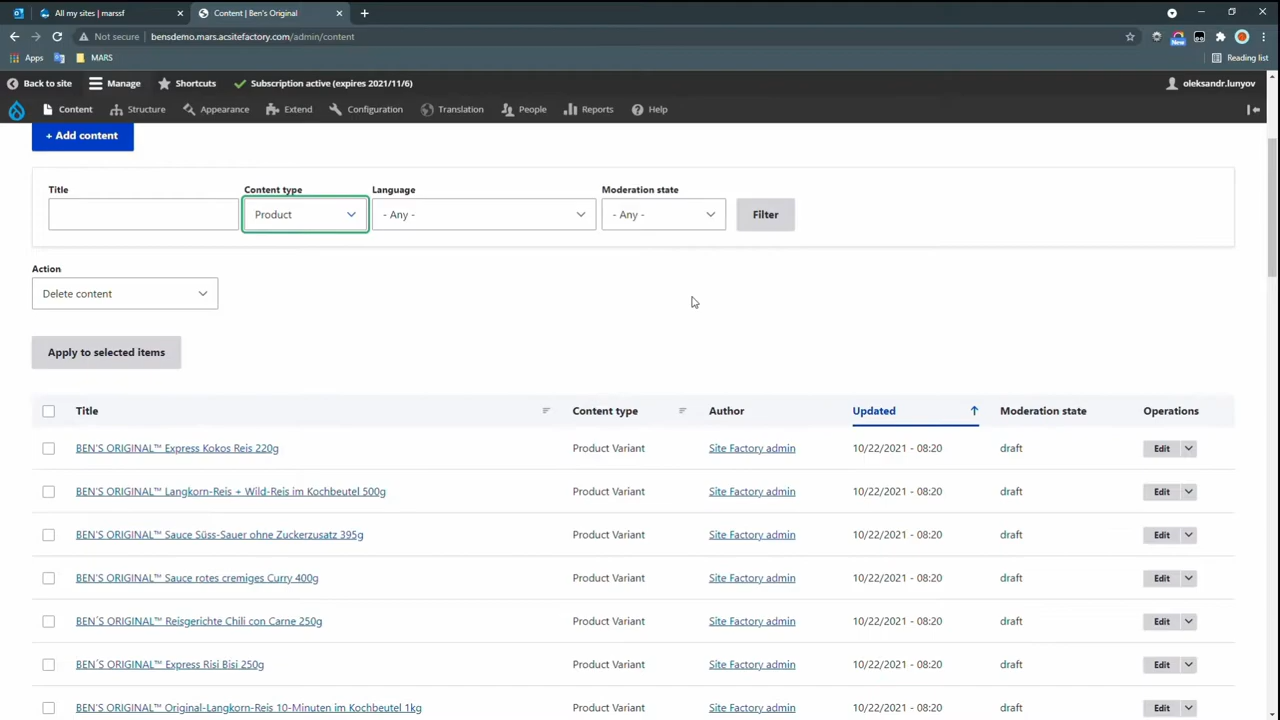 All my sites | marssf
Content | Ben's Original
Not secure
bensdemo.mars.acsitefactory.com/admin/content
New
Apps
MARS
Reading list
Back to site
Manage
Shortcuts
Subscription active (expires 2021/11/6)
oleksandr.lunyov
Content
Structure
Appearance
Extend
Configuration
Translation
People
Reports
Help
+ Add content
Title
Content type
Language
Moderation state
Product
- Any -
- Any -
Filter
Action
Delete content
Apply to selected items
Title Content type Author Updated Moderation state Operations
BEN'S ORIGINAL™ Express Kokos Reis 220g Product Variant Site Factory admin 10/22/2021 - 08:20 draft Edit
BEN'S ORIGINAL™ Langkorn-Reis + Wild-Reis im Kochbeutel 500g Product Variant Site Factory admin 10/22/2021 - 08:20 draft Edit
BEN'S ORIGINAL™ Sauce Süss-Sauer ohne Zuckerzusatz 395g Product Variant Site Factory admin 10/22/2021 - 08:20 draft Edit
BEN'S ORIGINAL™ Sauce rotes cremiges Curry 400g Product Variant Site Factory admin 10/22/2021 - 08:20 draft Edit
BEN´S ORIGINAL™ Reisgerichte Chili con Carne 250g Product Variant Site Factory admin 10/22/2021 - 08:20 draft Edit
BEN´S ORIGINAL™ Express Risi Bisi 250g Product Variant Site Factory admin 10/22/2021 - 08:20 draft Edit
BEN´S ORIGINAL™ Original-Langkorn-Reis 10-Minuten im Kochbeutel 1kg Product Variant Site Factory admin 10/22/2021 - 08:20 draft Edit